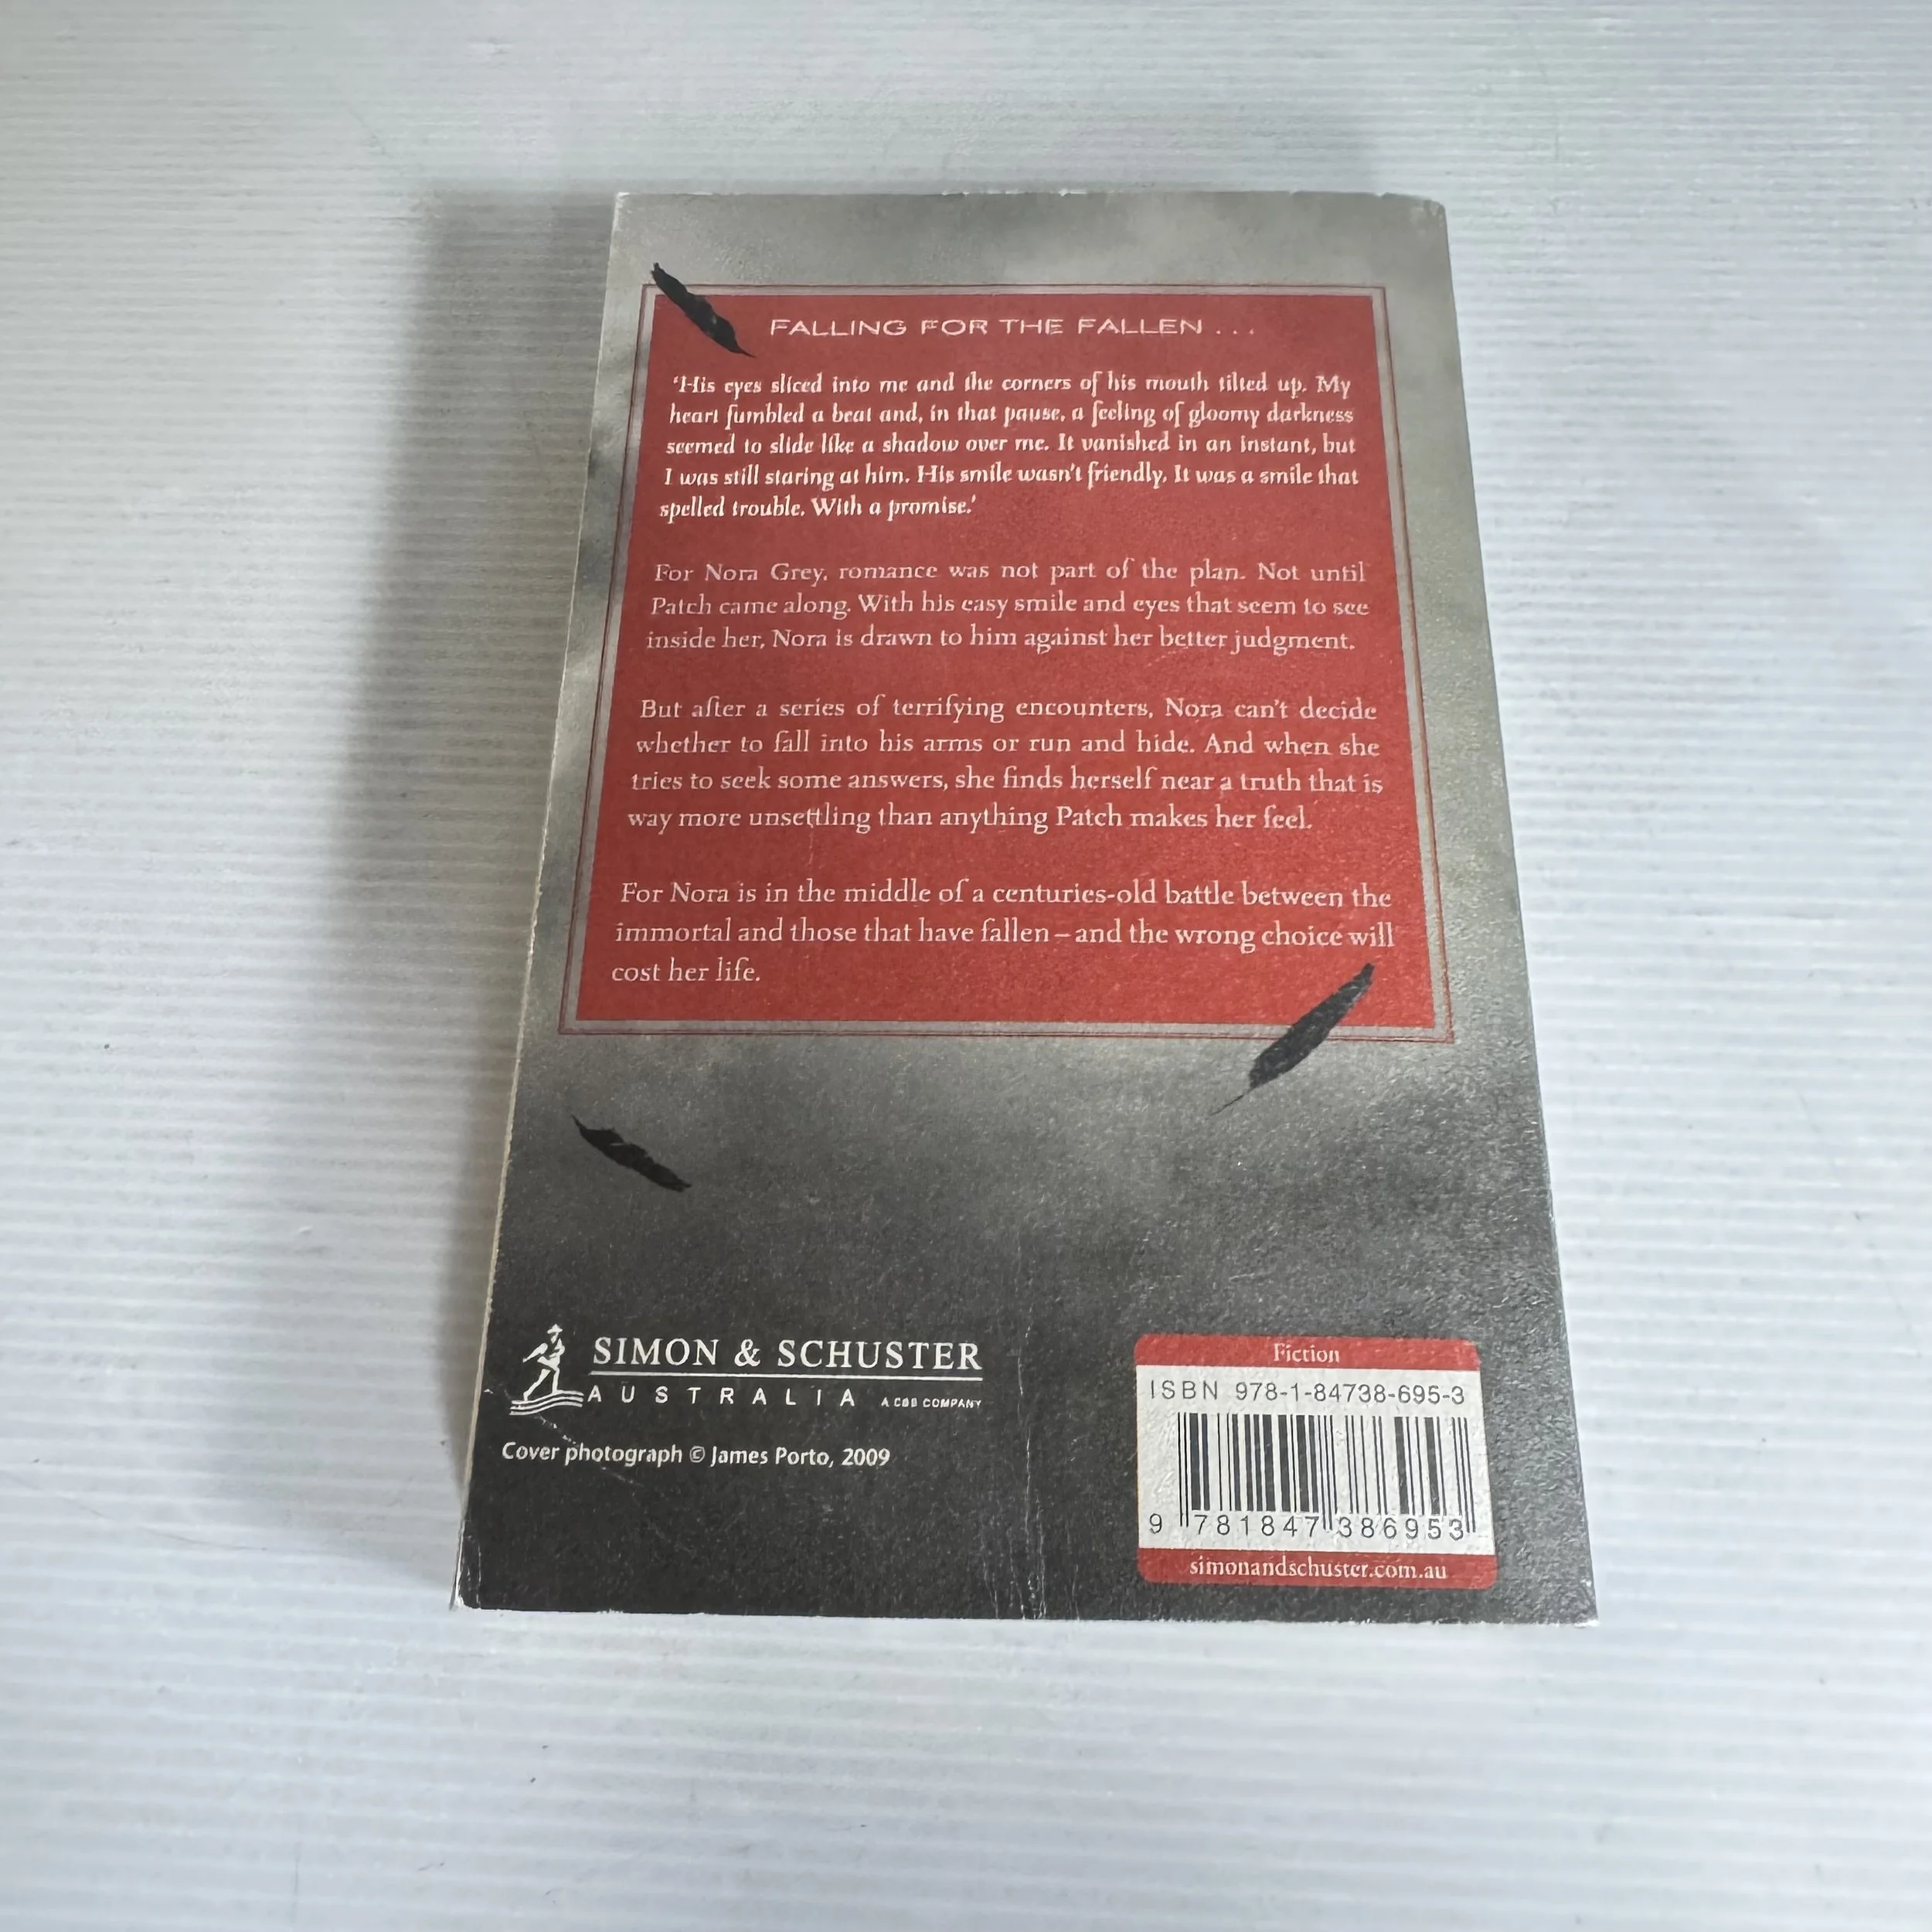 FALLING FOR THE FALLEN . . .
‘His eyes sliced into me and the corners of his mouth tilted up. My
heart fumbled a beat and, in that pause, a feeling of gloomy darkness
seemed to slide like a shadow over me. It vanished in an instant, but
I was still staring at him. His smile wasn’t friendly. It was a smile that
spelled trouble. With a promise.’
For Nora Grey, romance was not part of the plan. Not until
Patch came along. With his easy smile and eyes that seem to see
inside her, Nora is drawn to him against her better judgment.
But after a series of terrifying encounters, Nora can’t decide
whether to fall into his arms or run and hide. And when she
tries to seek some answers, she finds herself near a truth that is
way more unsettling than anything Patch makes her feel.
For Nora is in the middle of a centuries-old battle between the
immortal and those that have fallen – and the wrong choice will
cost her life.
SIMON & SCHUSTER
AUSTRALIA A CBS COMPANY
Cover photograph © James Porto, 2009
Fiction
ISBN 978-1-84738-695-3
9 781847 386953
simonandschuster.com.au